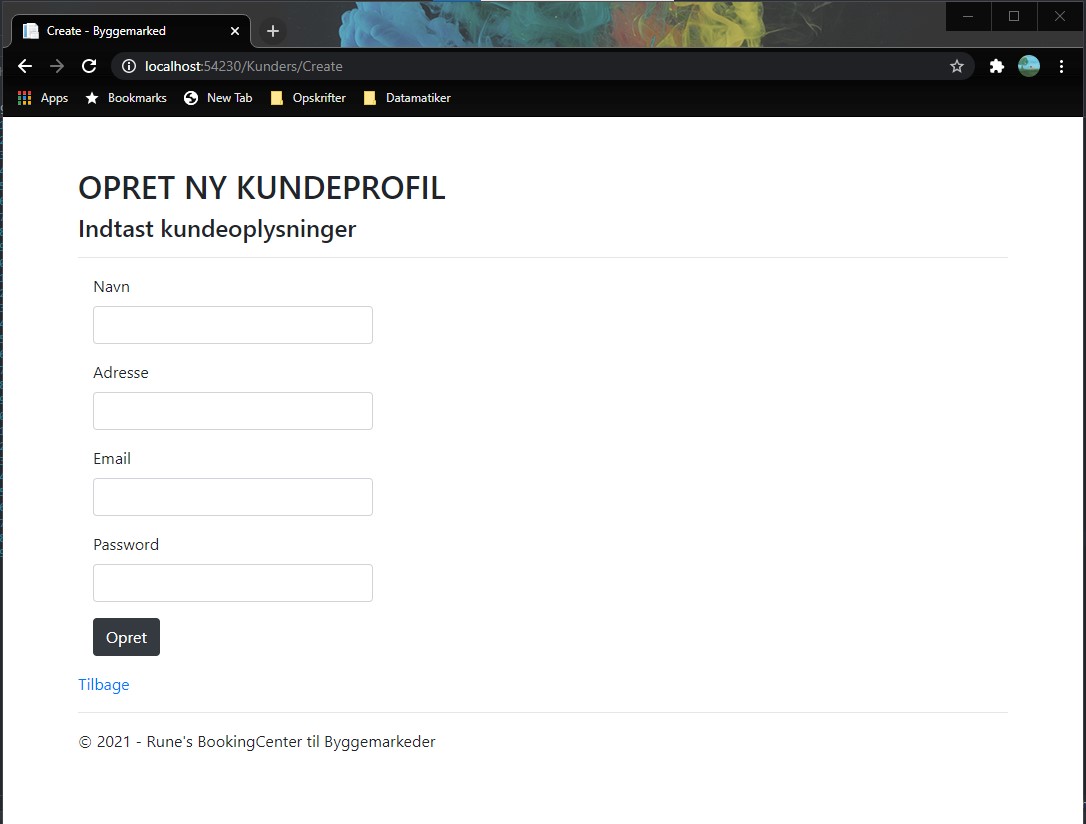 Create - Byggemarked
localhost:54230/Kunders/Create
Apps Bookmarks New Tab Opskrifter Datamatiker
OPRET NY KUNDEPROFIL
Indtast kundeoplysninger
Navn
Adresse
Email
Password
Opret
Tilbage
© 2021 - Rune's BookingCenter til Byggemarkeder